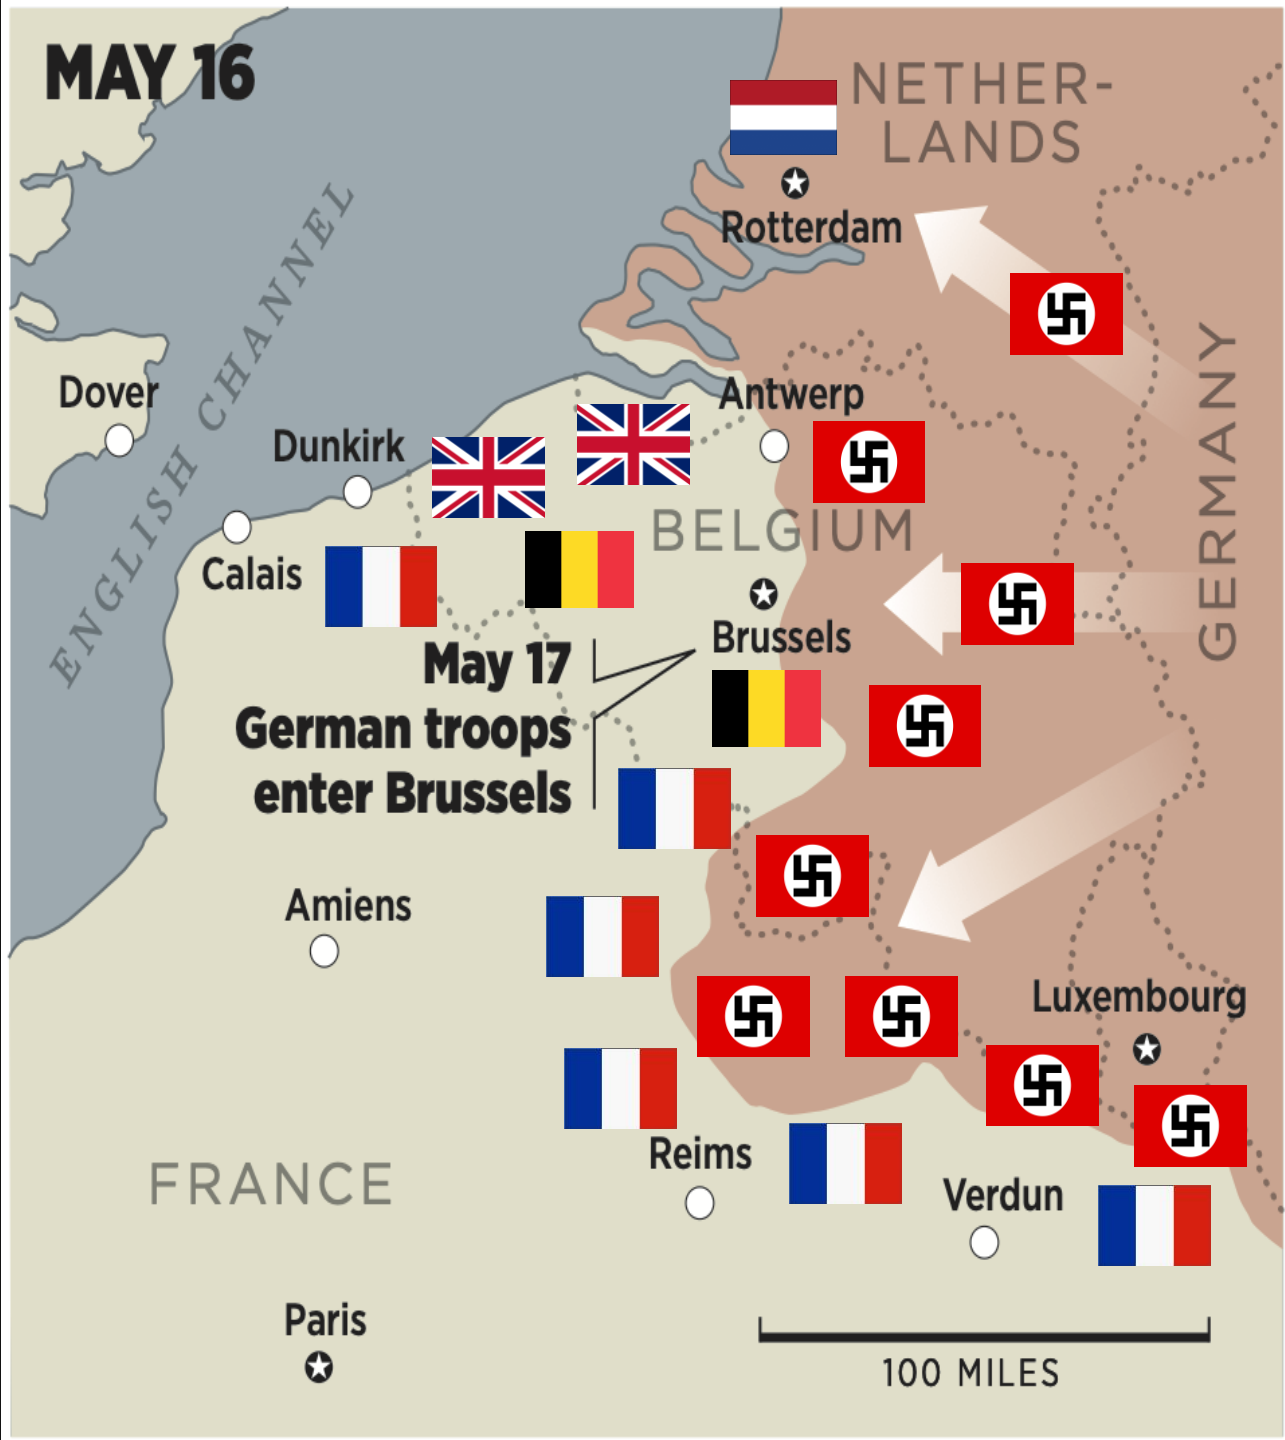 MAY 16
NETHER-
LANDS
Rotterdam
ENGLISH CHANNEL
GERMANY
Dover
Antwerp
Dunkirk
BELGIUM
Calais
Brussels
May 17
German troops
enter Brussels
Amiens
Luxembourg
Reims
FRANCE
Verdun
Paris
100 MILES